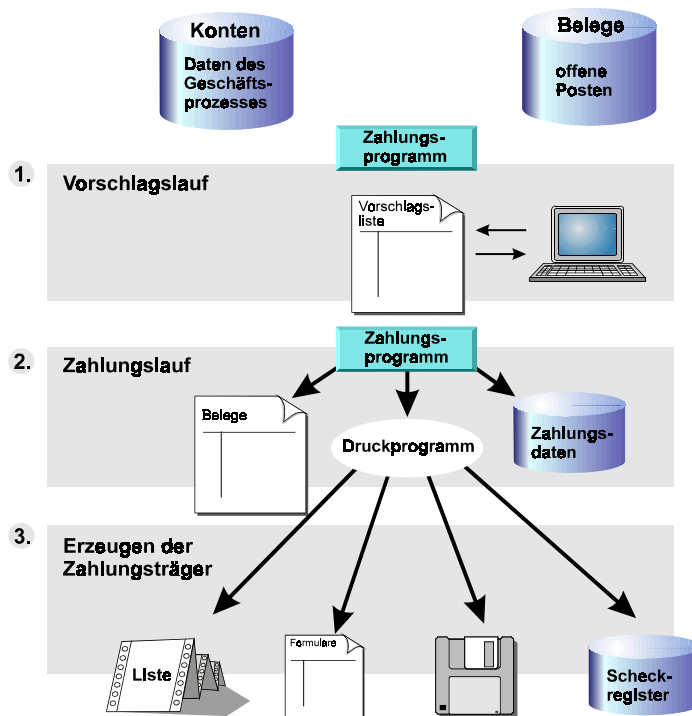 Konten
Daten des
Geschäfts-
prozesses
Belege
offene
Posten
Zahlungs-
programm
1.
Vorschlagslauf
Vorschlags-
liste
Zahlungs-
programm
2.
Zahlungslauf
Belege
Druckprogramm
Zahlungs-
daten
3.
Erzeugen der
Zahlungsträger
Liste
Formulare
Scheck-
register